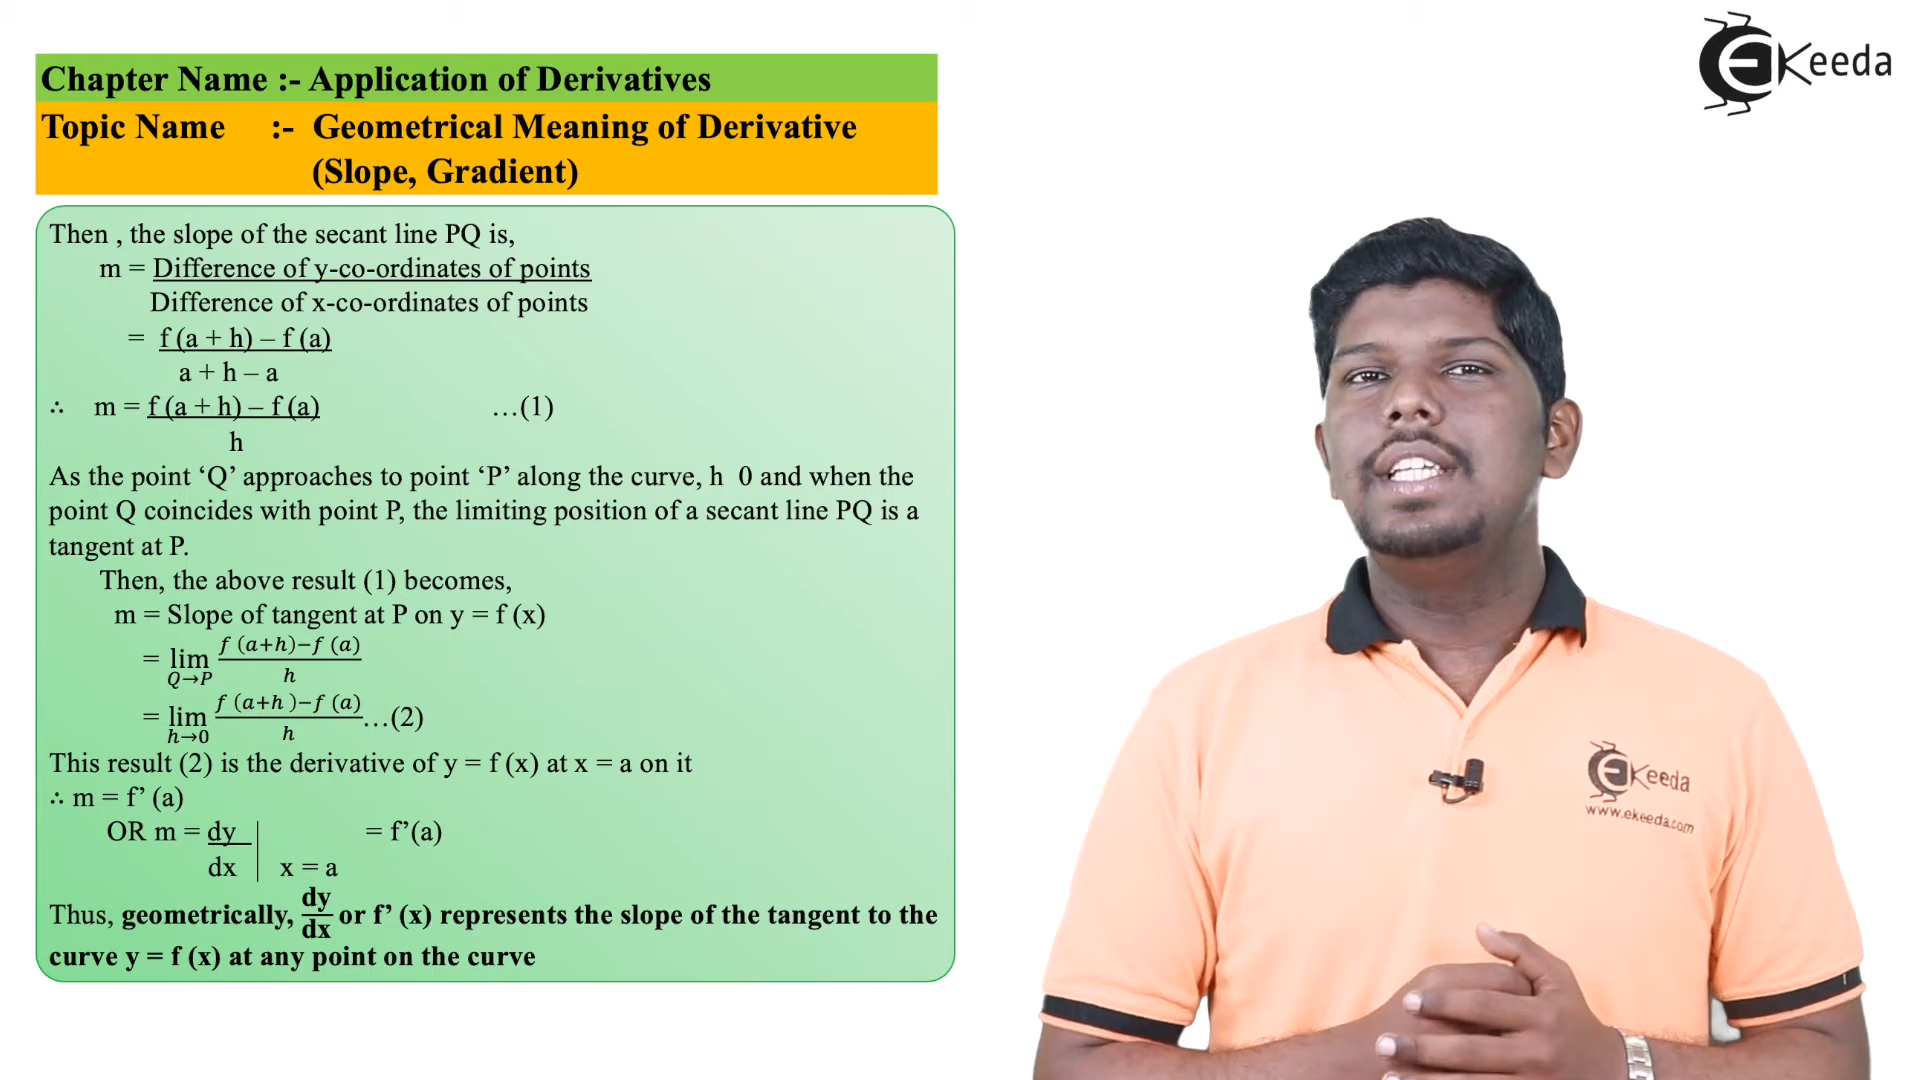 Keeda
Chapter Name :- Application of Derivatives
Topic Name :- Geometrical Meaning of Derivative
(Slope, Gradient)
Then , the slope of the secant line PQ is,
m = Difference of y-co-ordinates of points
Difference of x-co-ordinates of points
= f (a + h) – f (a)
a + h – a
∴ m = f (a + h) – f (a) …(1)
h
As the point ‘Q’ approaches to point ‘P’ along the curve, h 0 and when the
point Q coincides with point P, the limiting position of a secant line PQ is a
tangent at P.
Then, the above result (1) becomes,
m = Slope of tangent at P on y = f (x)
= lim f (a+h)−f (a)
Q→P h
= lim f (a+h )−f (a) …(2)
h→0 h
This result (2) is the derivative of y = f (x) at x = a on it
∴ m = f’ (a)
OR m = dy = f’(a)
dx x = a
Thus, geometrically, dy/dx or f’ (x) represents the slope of the tangent to the
curve y = f (x) at any point on the curve
Keeda
www.ekeeda.com